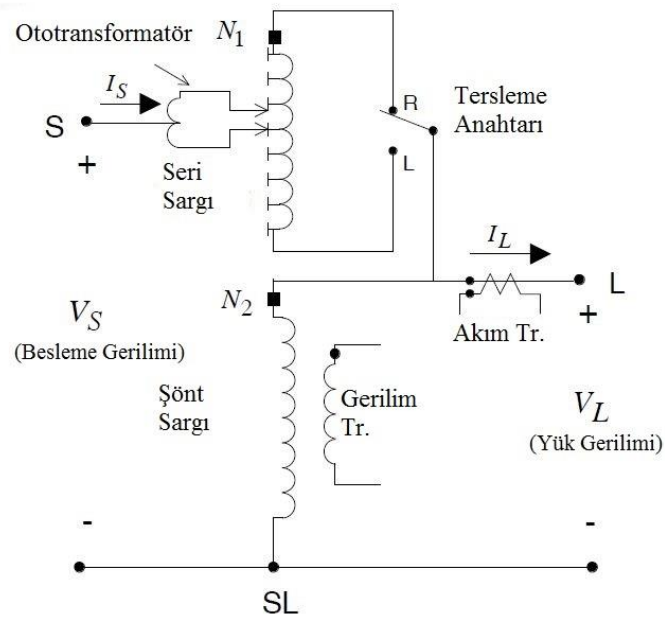 Ototransformatör
N1
IS
R
Tersleme
Anahtarı
S
+
Seri
Sargı
L
IL
L
N2
+
Akım Tr.
VS
(Besleme Gerilimi)
Şönt
Sargı
Gerilim
Tr.
VL
(Yük Gerilimi)
-
-
SL